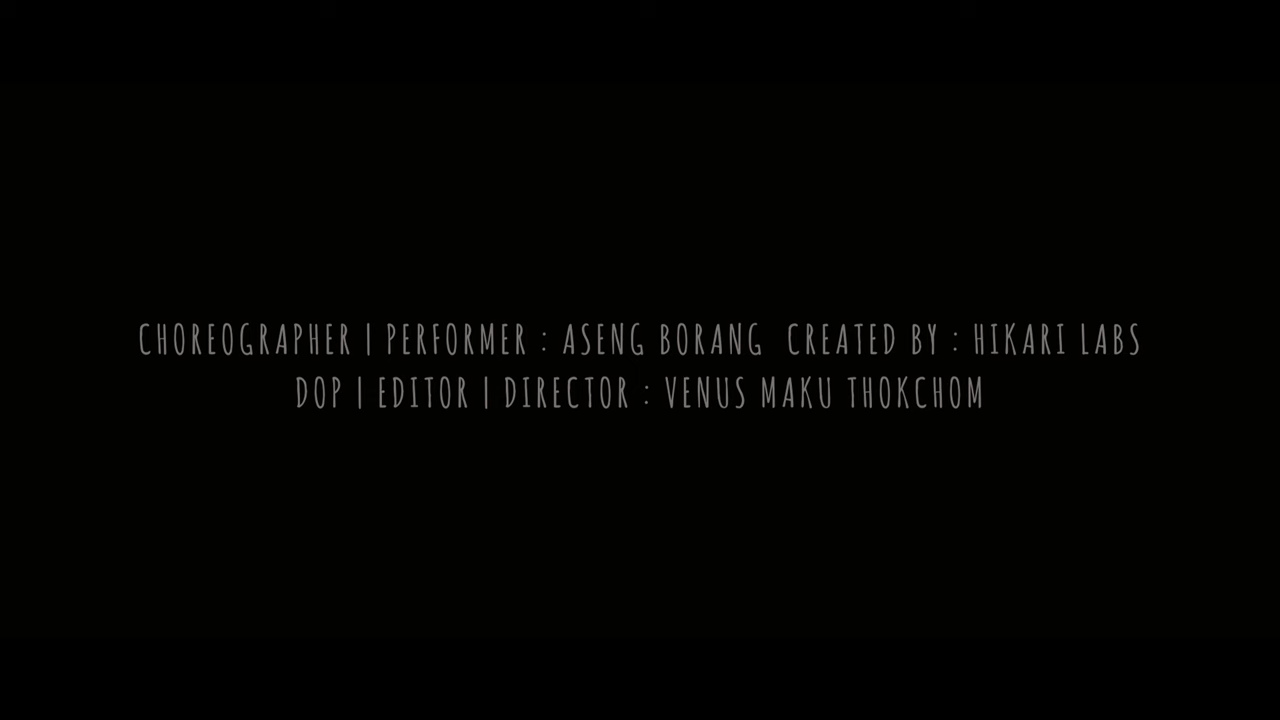 CHOREOGRAPHER | PERFORMER : ASENG BORANG CREATED BY : HIKARI LABS
DOP | EDITOR | DIRECTOR : VENUS MAKU THOKCHOM